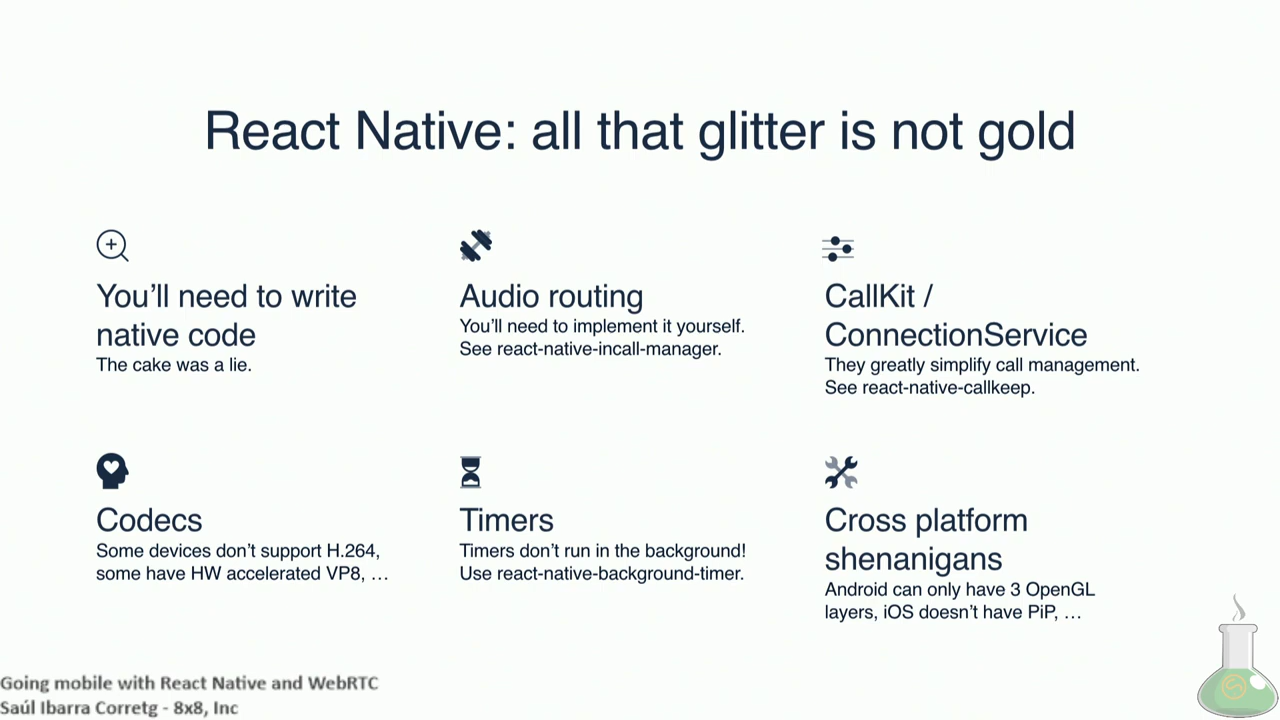 React Native: all that glitter is not gold
You'll need to write
native code
The cake was a lie.
Audio routing
You'll need to implement it yourself.
See react-native-incall-manager.
CallKit /
ConnectionService
They greatly simplify call management.
See react-native-callkeep.
Codecs
Some devices don't support H.264,
some have HW accelerated VP8, …
Timers
Timers don't run in the background!
Use react-native-background-timer.
Cross platform
shenanigans
Android can only have 3 OpenGL
layers, iOS doesn't have PiP, …
Going mobile with React Native and WebRTC
Saúl Ibarra Corretg - 8x8, Inc